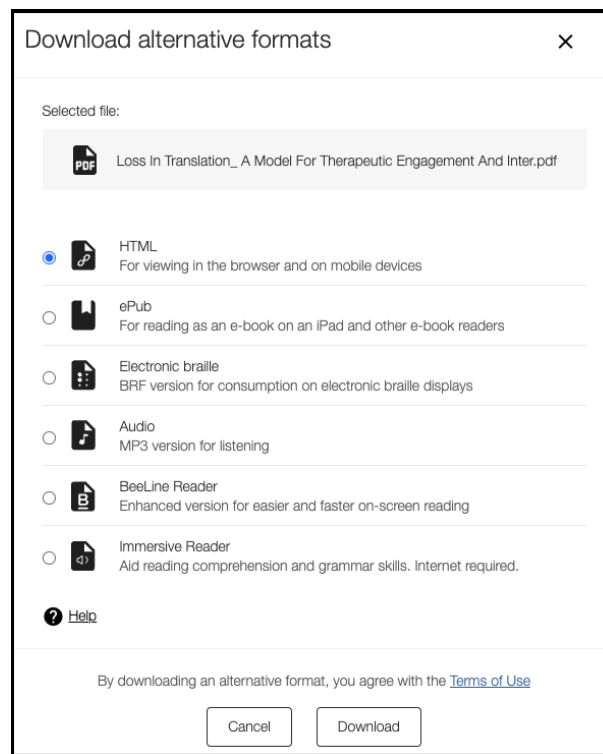 Download alternative formats
Selected file:
PDF
Loss In Translation_ A Model For Therapeutic Engagement And Inter.pdf
HTML
For viewing in the browser and on mobile devices
ePub
For reading as an e-book on an iPad and other e-book readers
Electronic braille
BRF version for consumption on electronic braille displays
Audio
MP3 version for listening
B
BeeLine Reader
Enhanced version for easier and faster on-screen reading
Immersive Reader
Aid reading comprehension and grammar skills. Internet required.
? Help
By downloading an alternative format, you agree with the Terms of Use
Cancel Download